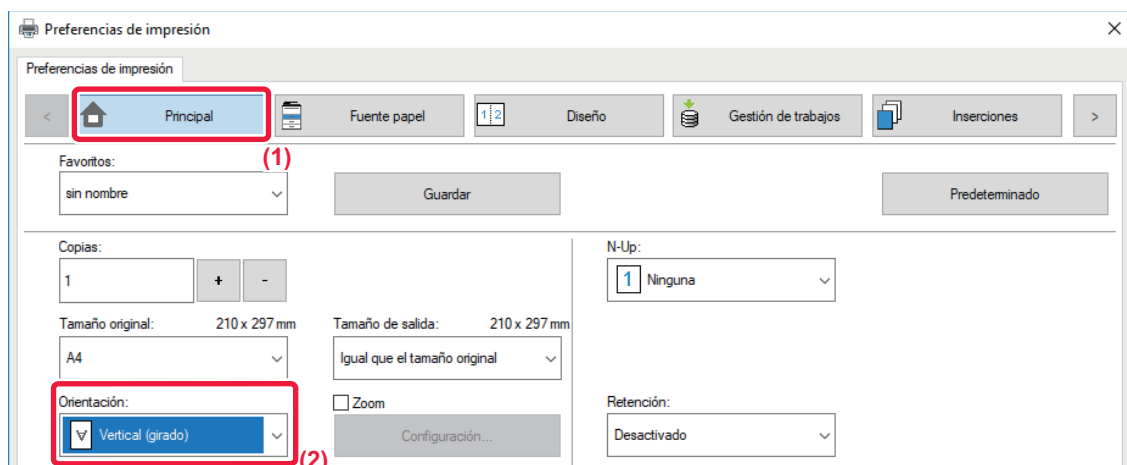 Preferencias de impresión
Preferencias de impresión
< Principal Fuente papel 1 2 Diseño Gestión de trabajos Inserciones >
(1)
Favoritos:
sin nombre Guardar Predeterminado
Copias: N-Up:
1 + - 1 Ninguna
Tamaño original: 210 x 297 mm Tamaño de salida: 210 x 297 mm
A4 Igual que el tamaño original
Orientación: Zoom Retención:
A Vertical (girado) Configuración... Desactivado
(2)